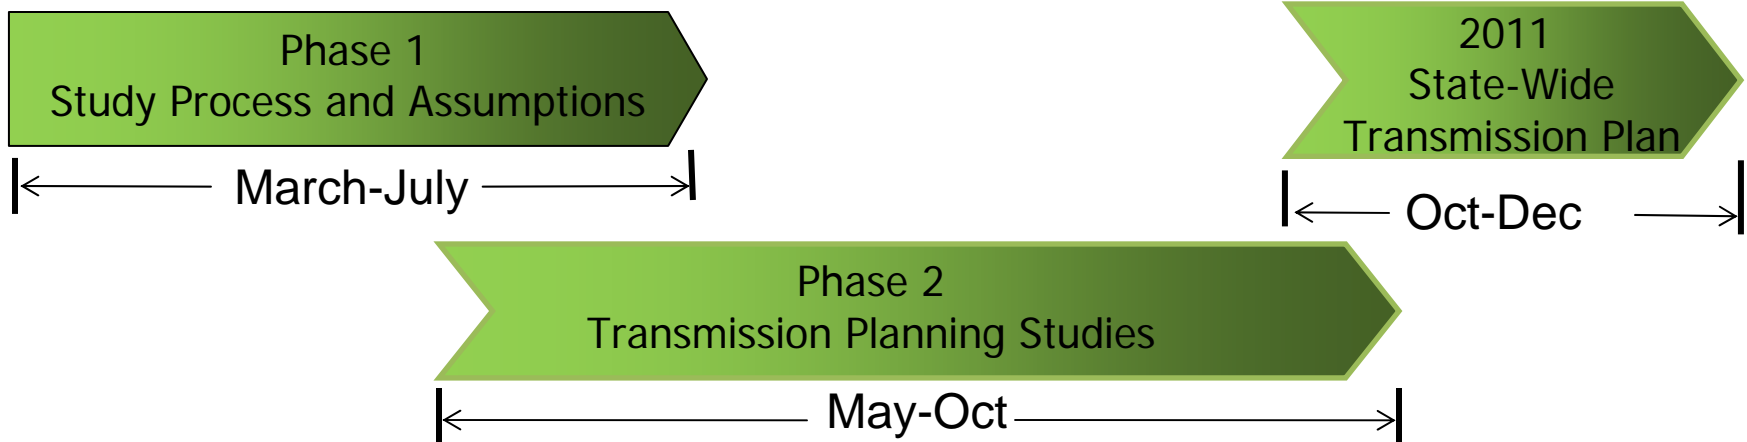 Phase 1
Study Process and Assumptions
March-July
2011
State-Wide
Transmission Plan
Oct-Dec
Phase 2
Transmission Planning Studies
May-Oct